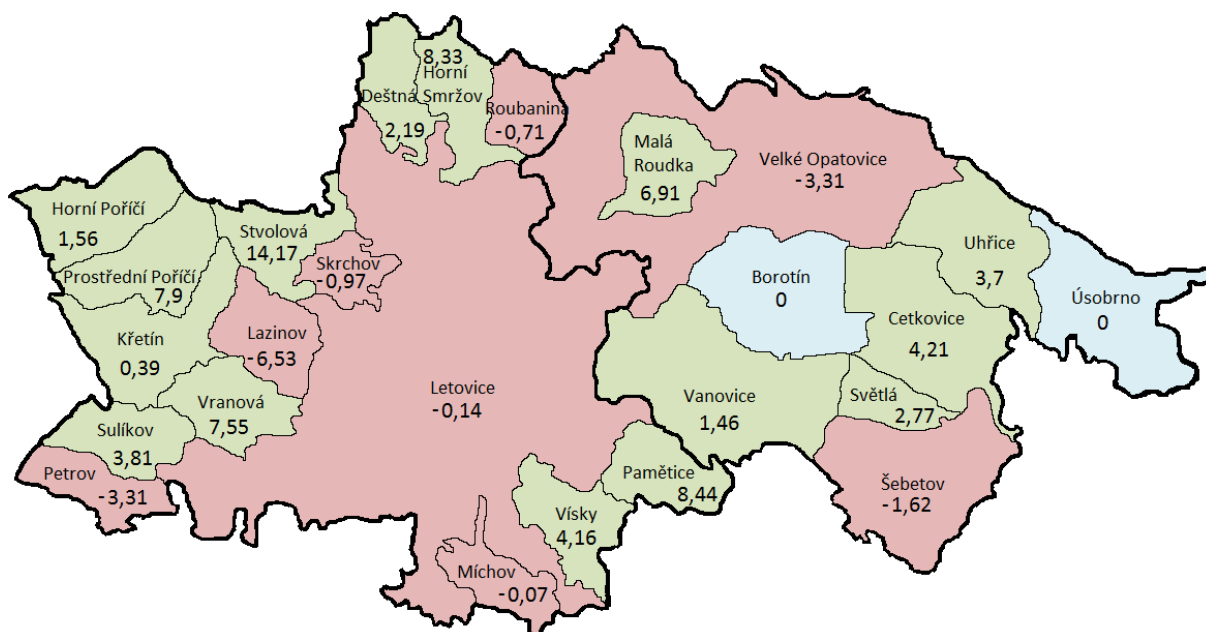 8,33
Horní
Smržov
Deštná
2,19
Roubanina
-0,71
Malá
Roudka
6,91
Velké Opatovice
-3,31
Horní Poříčí
1,56
Stvolová
14,17
Skrchov
-0,97
Prostřední Poříčí
7,9
Uhřice
3,7
Borotín
0
Úsobrno
0
Křetín
0,39
Lazinov
-6,53
Cetkovice
4,21
Letovice
-0,14
Vanovice
1,46
Světlá
2,77
Vranová
7,55
Sulíkov
3,81
Petrov
-3,31
Pamětice
8,44
Šebetov
-1,62
Vísky
4,16
Míchov
-0,07